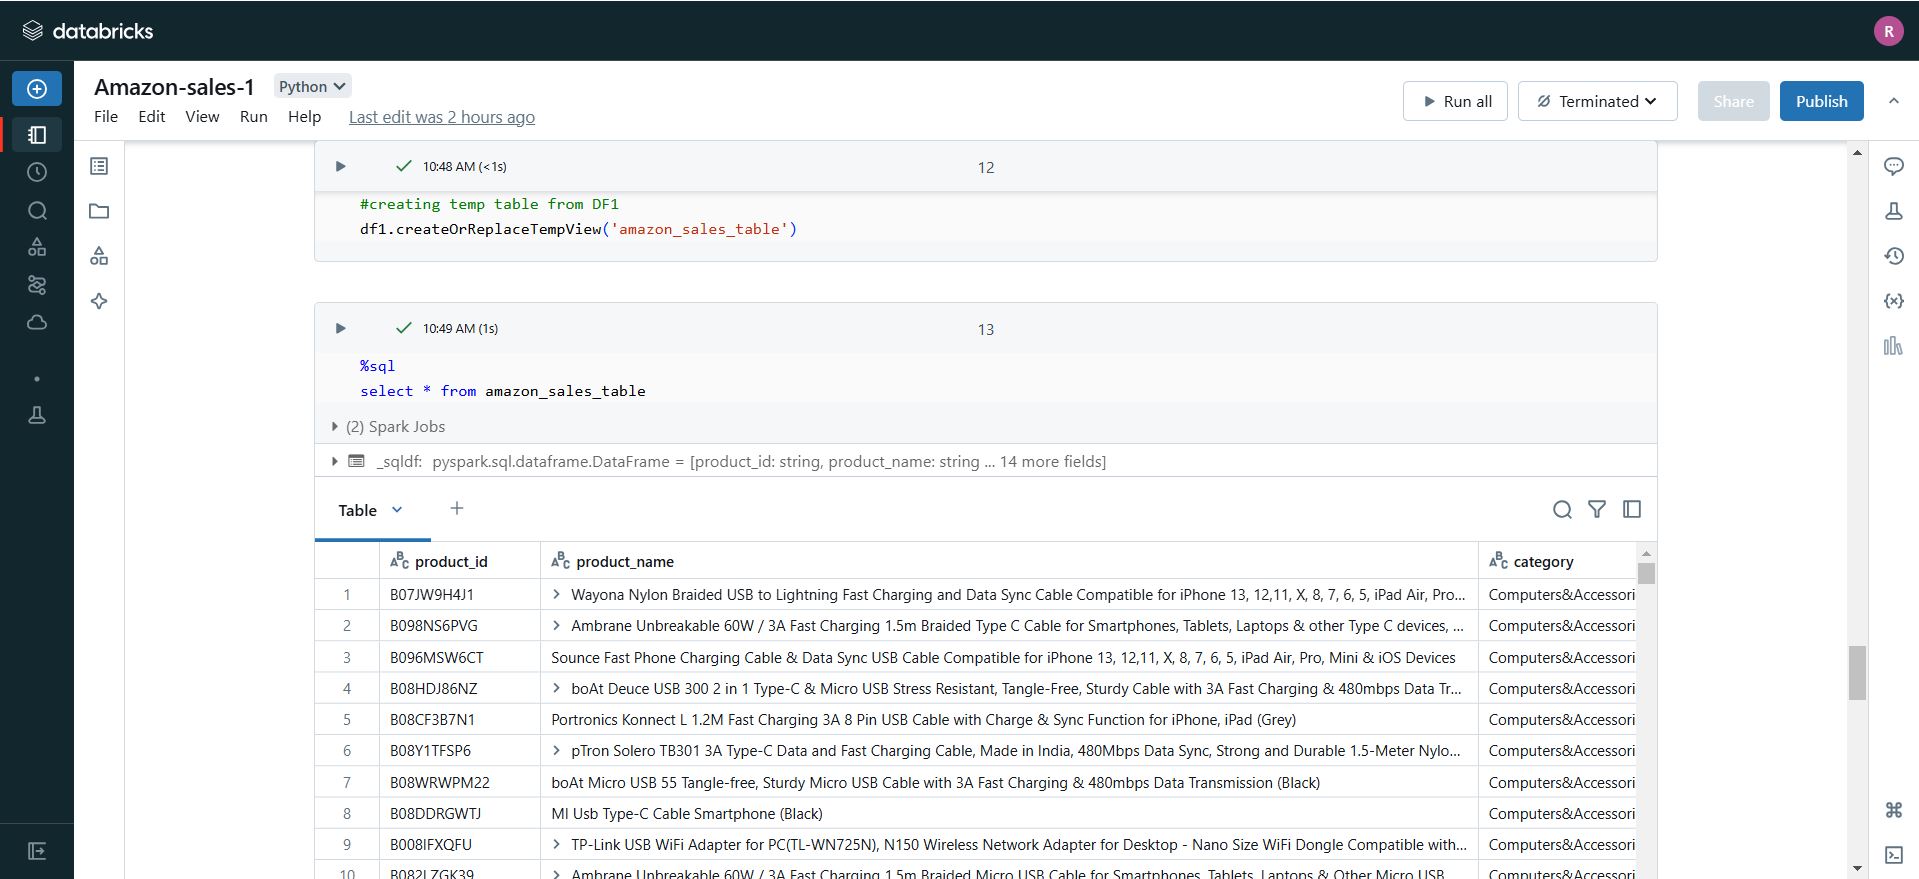 databricks
R
Amazon-sales-1 Python
File Edit View Run Help Last edit was 2 hours ago
Run all Terminated Share Publish
10:48 AM (<1s) 12
#creating temp table from DF1
df1.createOrReplaceTempView('amazon_sales_table')
10:49 AM (1s) 13
%sql
select * from amazon_sales_table
(2) Spark Jobs
_sqldf: pyspark.sql.dataframe.DataFrame = [product_id: string, product_name: string ... 14 more fields]
Table +
product_id product_name category
1 B07JW9H4J1 Wayona Nylon Braided USB to Lightning Fast Charging and Data Sync Cable Compatible for iPhone 13, 12,11, X, 8, 7, 6, 5, iPad Air, Pro... Computers&Accessori
2 B098NS6PVG Ambrane Unbreakable 60W / 3A Fast Charging 1.5m Braided Type C Cable for Smartphones, Tablets, Laptops & other Type C devices, ... Computers&Accessori
3 B096MSW6CT Sounce Fast Phone Charging Cable & Data Sync USB Cable Compatible for iPhone 13, 12,11, X, 8, 7, 6, 5, iPad Air, Pro, Mini & iOS Devices Computers&Accessori
4 B08HDJ86NZ boAt Deuce USB 300 2 in 1 Type-C & Micro USB Stress Resistant, Tangle-Free, Sturdy Cable with 3A Fast Charging & 480mbps Data Tr... Computers&Accessori
5 B08CF3B7N1 Portronics Konnect L 1.2M Fast Charging 3A 8 Pin USB Cable with Charge & Sync Function for iPhone, iPad (Grey) Computers&Accessori
6 B08Y1TFSP6 pTron Solero TB301 3A Type-C Data and Fast Charging Cable, Made in India, 480Mbps Data Sync, Strong and Durable 1.5-Meter Nylo... Computers&Accessori
7 B08WRWPM22 boAt Micro USB 55 Tangle-free, Sturdy Micro USB Cable with 3A Fast Charging & 480mbps Data Transmission (Black) Computers&Accessori
8 B08DDRGWTJ MI Usb Type-C Cable Smartphone (Black) Computers&Accessori
9 B008IFXQFU TP-Link USB WiFi Adapter for PC(TL-WN725N), N150 Wireless Network Adapter for Desktop - Nano Size WiFi Dongle Compatible with... Computers&Accessori
10 B082LZGK39 Ambrane Unbreakable 60W / 3A Fast Charging 1.5m Braided Micro USB Cable for Smartphones, Tablets, Laptops & Other Micro USB Computers&Accessori